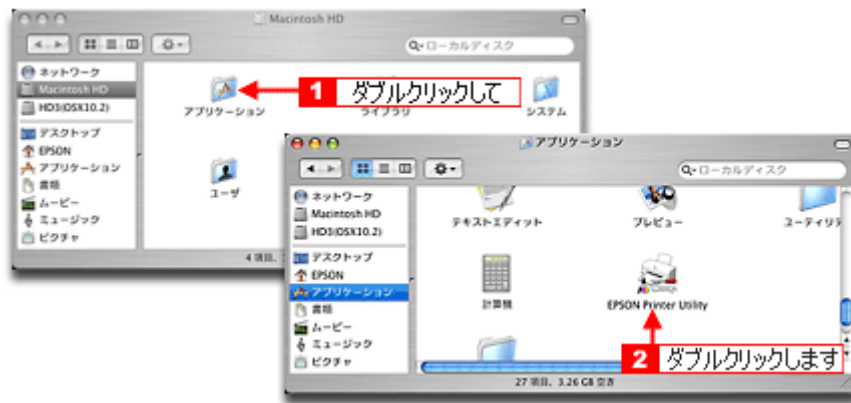 Macintosh HD
ローカルディスク
ネットワーク
Macintosh HD
HD3(OSX10.2)
デスクトップ
EPSON
アプリケーション
書類
ムービー
ミュージック
ピクチャ
アプリケーション
1 ダブルクリックして
ライブラリ
システム
ユーザ
4 項目、
アプリケーション
ローカルディスク
ネットワーク
Macintosh HD
HD3(OSX10.2)
デスクトップ
EPSON
アプリケーション
書類
ムービー
ミュージック
ピクチャ
テキストエディット
プレビュー
ユーティリテ
計算機
EPSON Printer Utility
2 ダブルクリックします
27 項目、3.26 GB 空き